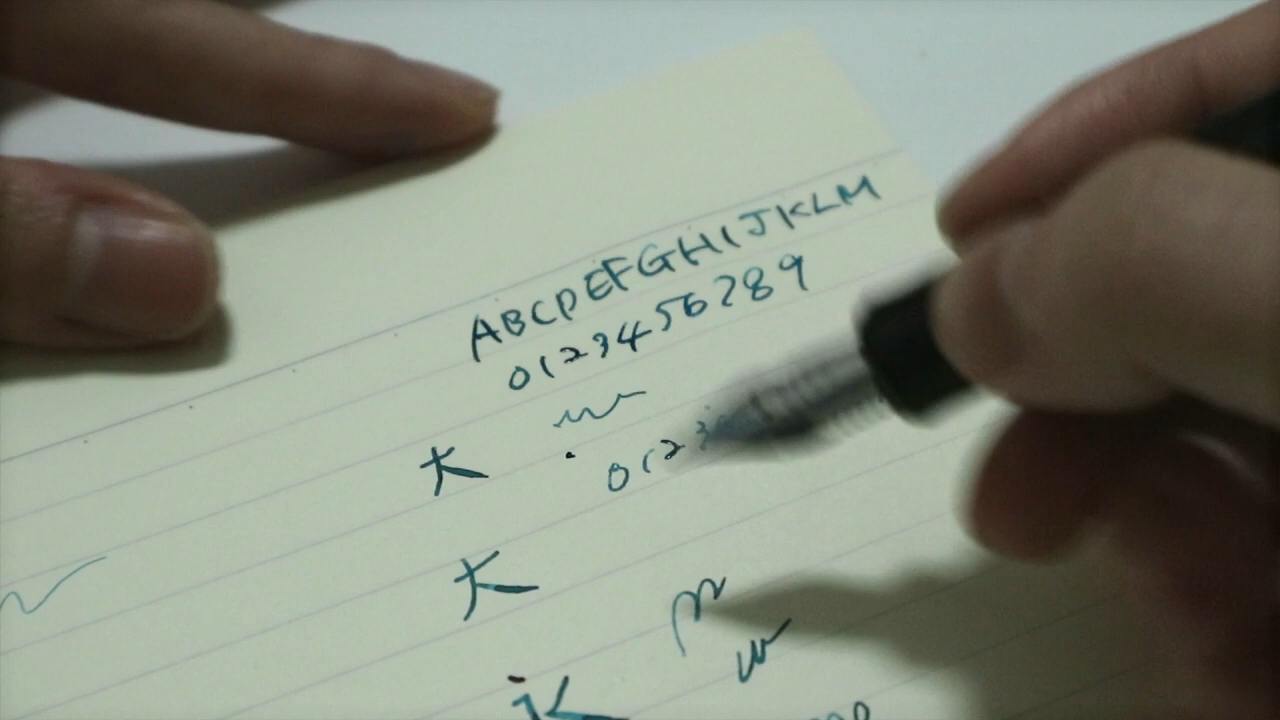 ABCDEFGHIJKLM
0123456789
大
0123
大